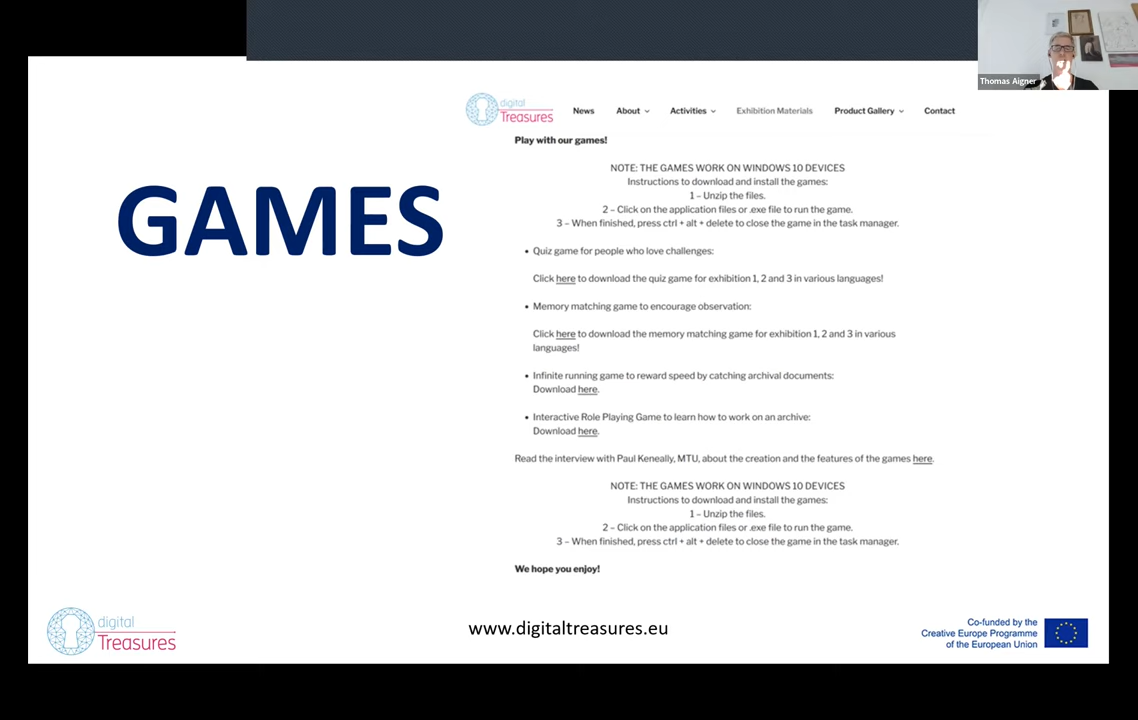 Thomas Aigner
digital
Treasures
News
About
Activities
Exhibition Materials
Product Gallery
Contact
Play with our games!
GAMES
NOTE: THE GAMES WORK ON WINDOWS 10 DEVICES
Instructions to download and install the games:
1 – Unzip the files.
2 – Click on the application files or .exe file to run the game.
3 – When finished, press ctrl + alt + delete to close the game in the task manager.
• Quiz game for people who love challenges:
Click here to download the quiz game for exhibition 1, 2 and 3 in various languages!
• Memory matching game to encourage observation:
Click here to download the memory matching game for exhibition 1, 2 and 3 in various
languages!
• Infinite running game to reward speed by catching archival documents:
Download here.
• Interactive Role Playing Game to learn how to work on an archive:
Download here.
Read the interview with Paul Keneally, MTU, about the creation and the features of the games here.
NOTE: THE GAMES WORK ON WINDOWS 10 DEVICES
Instructions to download and install the games:
1 – Unzip the files.
2 – Click on the application files or .exe file to run the game.
3 – When finished, press ctrl + alt + delete to close the game in the task manager.
We hope you enjoy!
digital
Treasures
www.digitaltreasures.eu
Co-funded by the
Creative Europe Programme
of the European Union